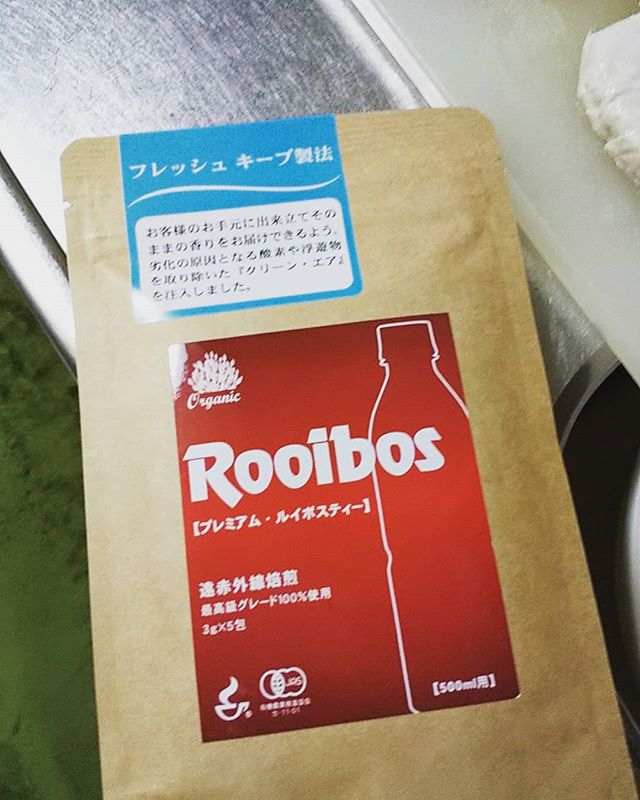 フレッシュ キープ製法
お客様のお手元に出来立てその
ままの香りをお届けできるよう、
劣化の原因となる酸素や浮遊物
を取り除いた『クリーン・エア』
を注入しました。
Organic
Rooibos
【プレミアム・ルイボスティー】
遠赤外線焙煎
最高級グレード100%使用
3g×5包
JAS
【500ml用】